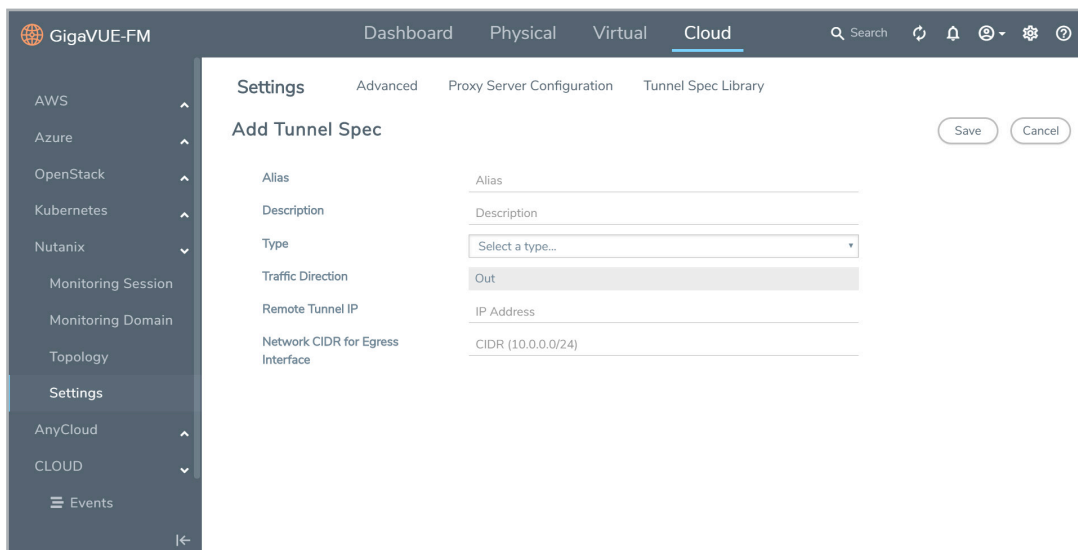 GigaVUE-FM
Dashboard Physical Virtual Cloud
Search
AWS
Azure
OpenStack
Kubernetes
Nutanix
Monitoring Session
Monitoring Domain
Topology
Settings
AnyCloud
CLOUD
Events
Settings Advanced Proxy Server Configuration Tunnel Spec Library
Add Tunnel Spec
Save Cancel
Alias Alias
Description Description
Type Select a type...
Traffic Direction Out
Remote Tunnel IP IP Address
Network CIDR for Egress CIDR (10.0.0.0/24)
Interface